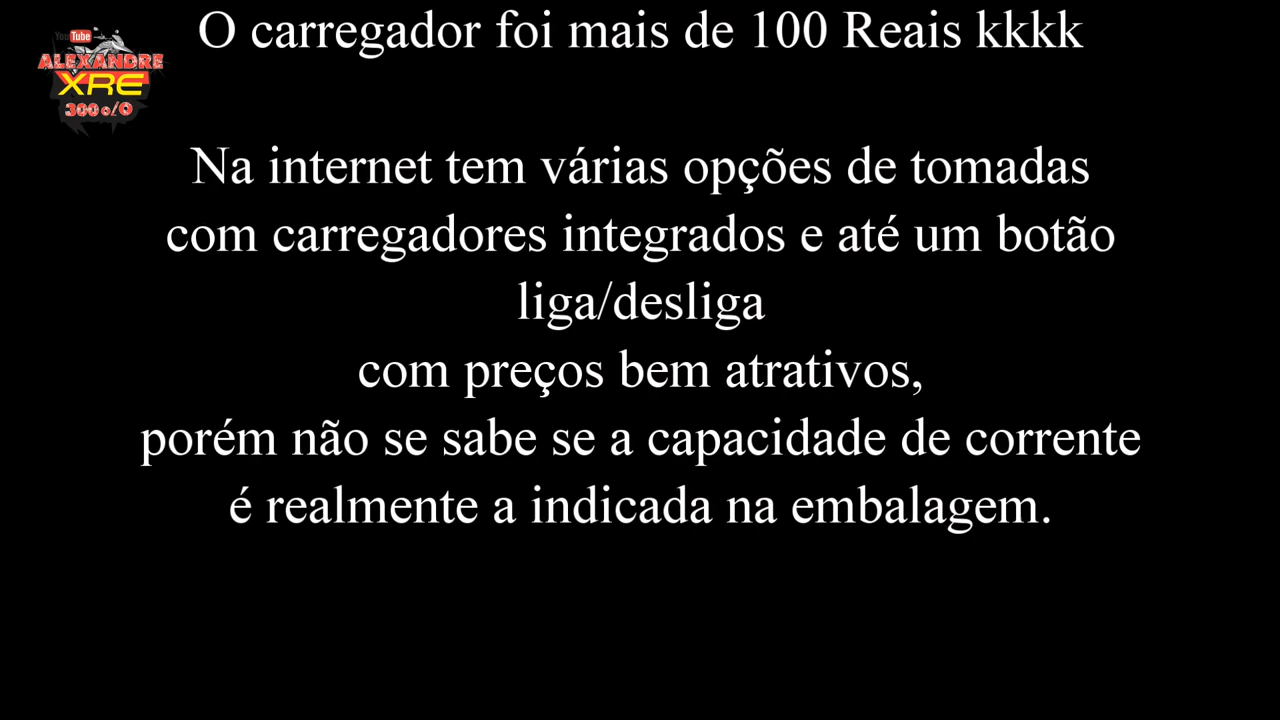 O carregador foi mais de 100 Reais kkkk
YouTube
ALEXANDRE
XRE
300 o/O
Na internet tem várias opções de tomadas
com carregadores integrados e até um botão
liga/desliga
com preços bem atrativos,
porém não se sabe se a capacidade de corrente
é realmente a indicada na embalagem.